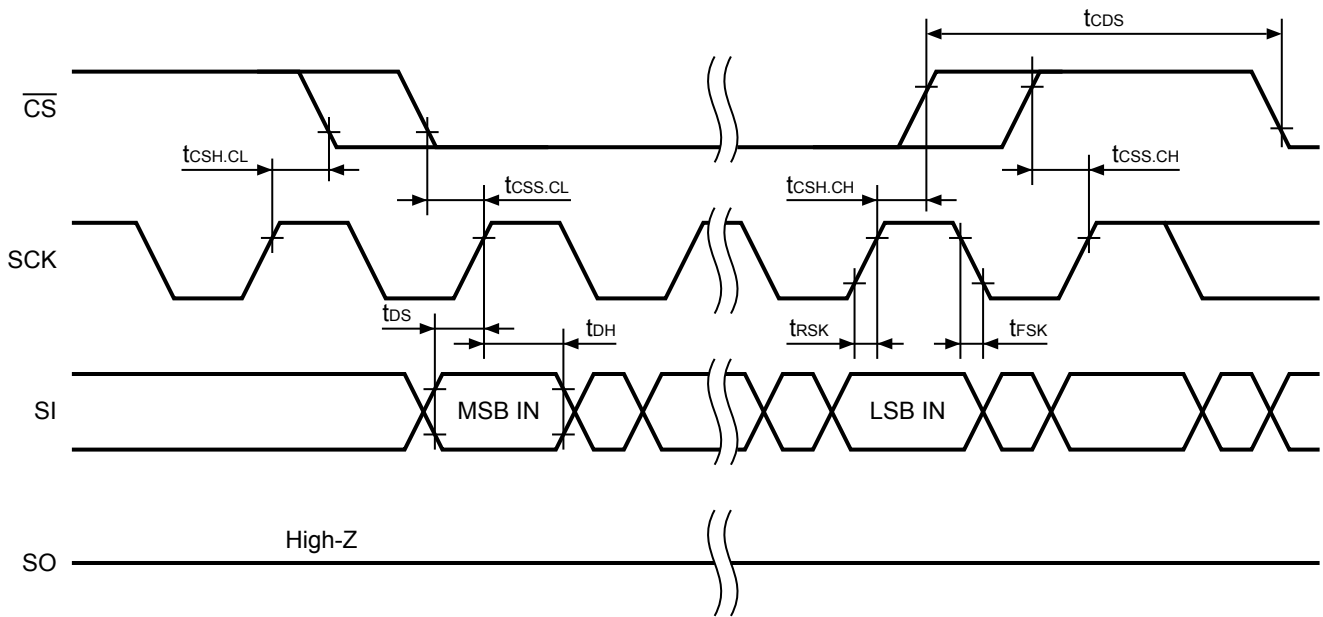 tCDS
CS
tCSH.CL
tCSS.CL
tCSH.CH
tCSS.CH
SCK
tDS
tDH
tRSK
tFSK
SI
MSB IN
LSB IN
High-Z
SO